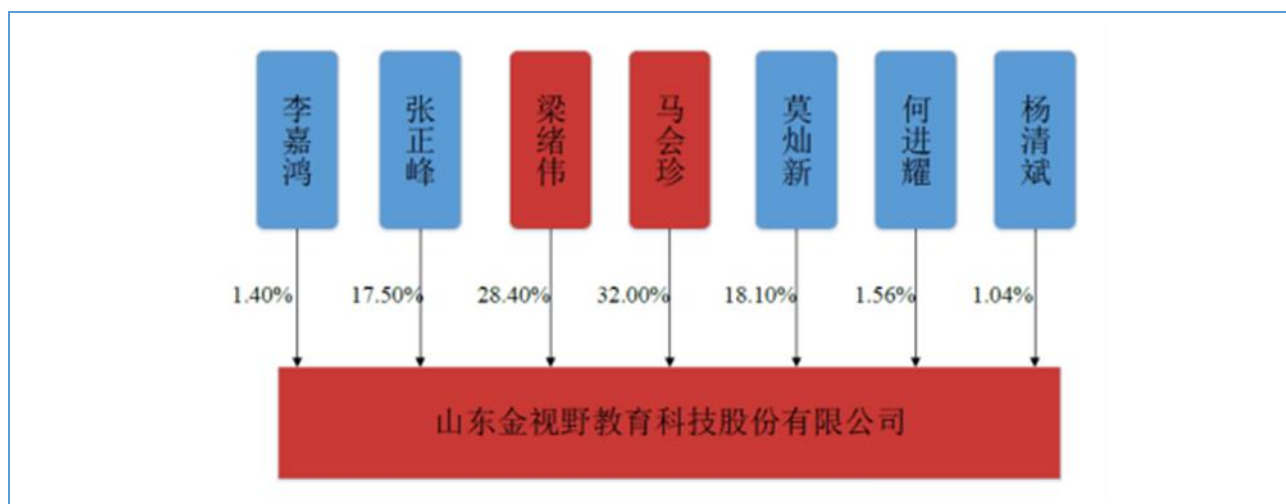 李嘉鸿
张正峰
梁绪伟
马会珍
莫灿新
何进耀
杨清斌
1.40%
17.50%
28.40%
32.00%
18.10%
1.56%
1.04%
山东金视野教育科技股份有限公司